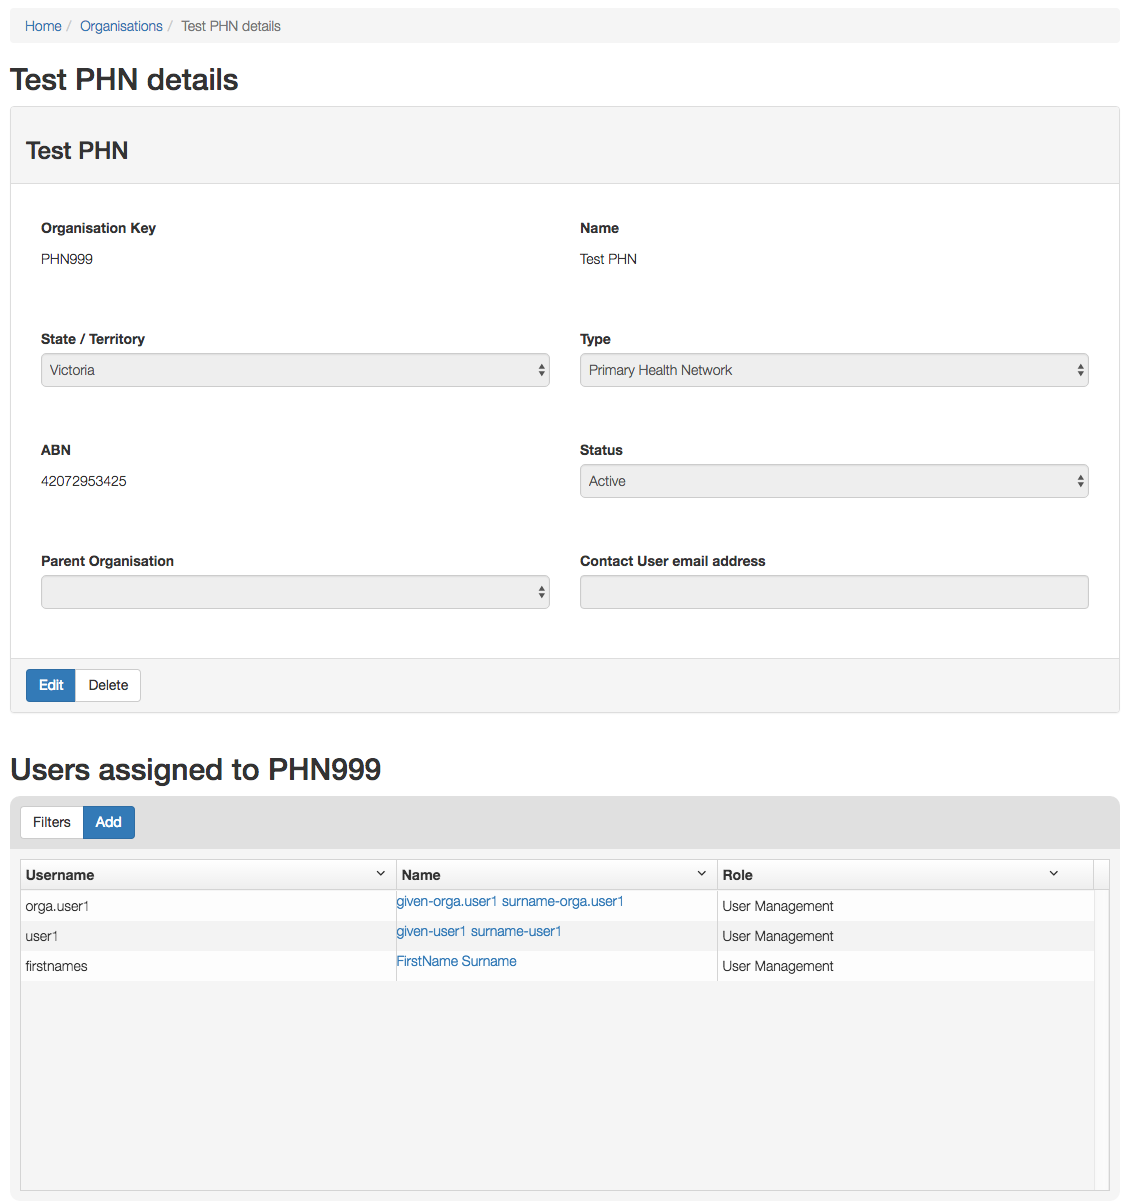 Home / Organisations / Test PHN details
Test PHN details
Test PHN
Organisation Key Name
PHN999 Test PHN
State / Territory Type
Victoria Primary Health Network
ABN Status
42072953425 Active
Parent Organisation Contact User email address
Edit Delete
Users assigned to PHN999
Filters Add
Username Name Role
orga.user1 given-orga.user1 surname-orga.user1 User Management
user1 given-user1 surname-user1 User Management
firstnames FirstName Surname User Management